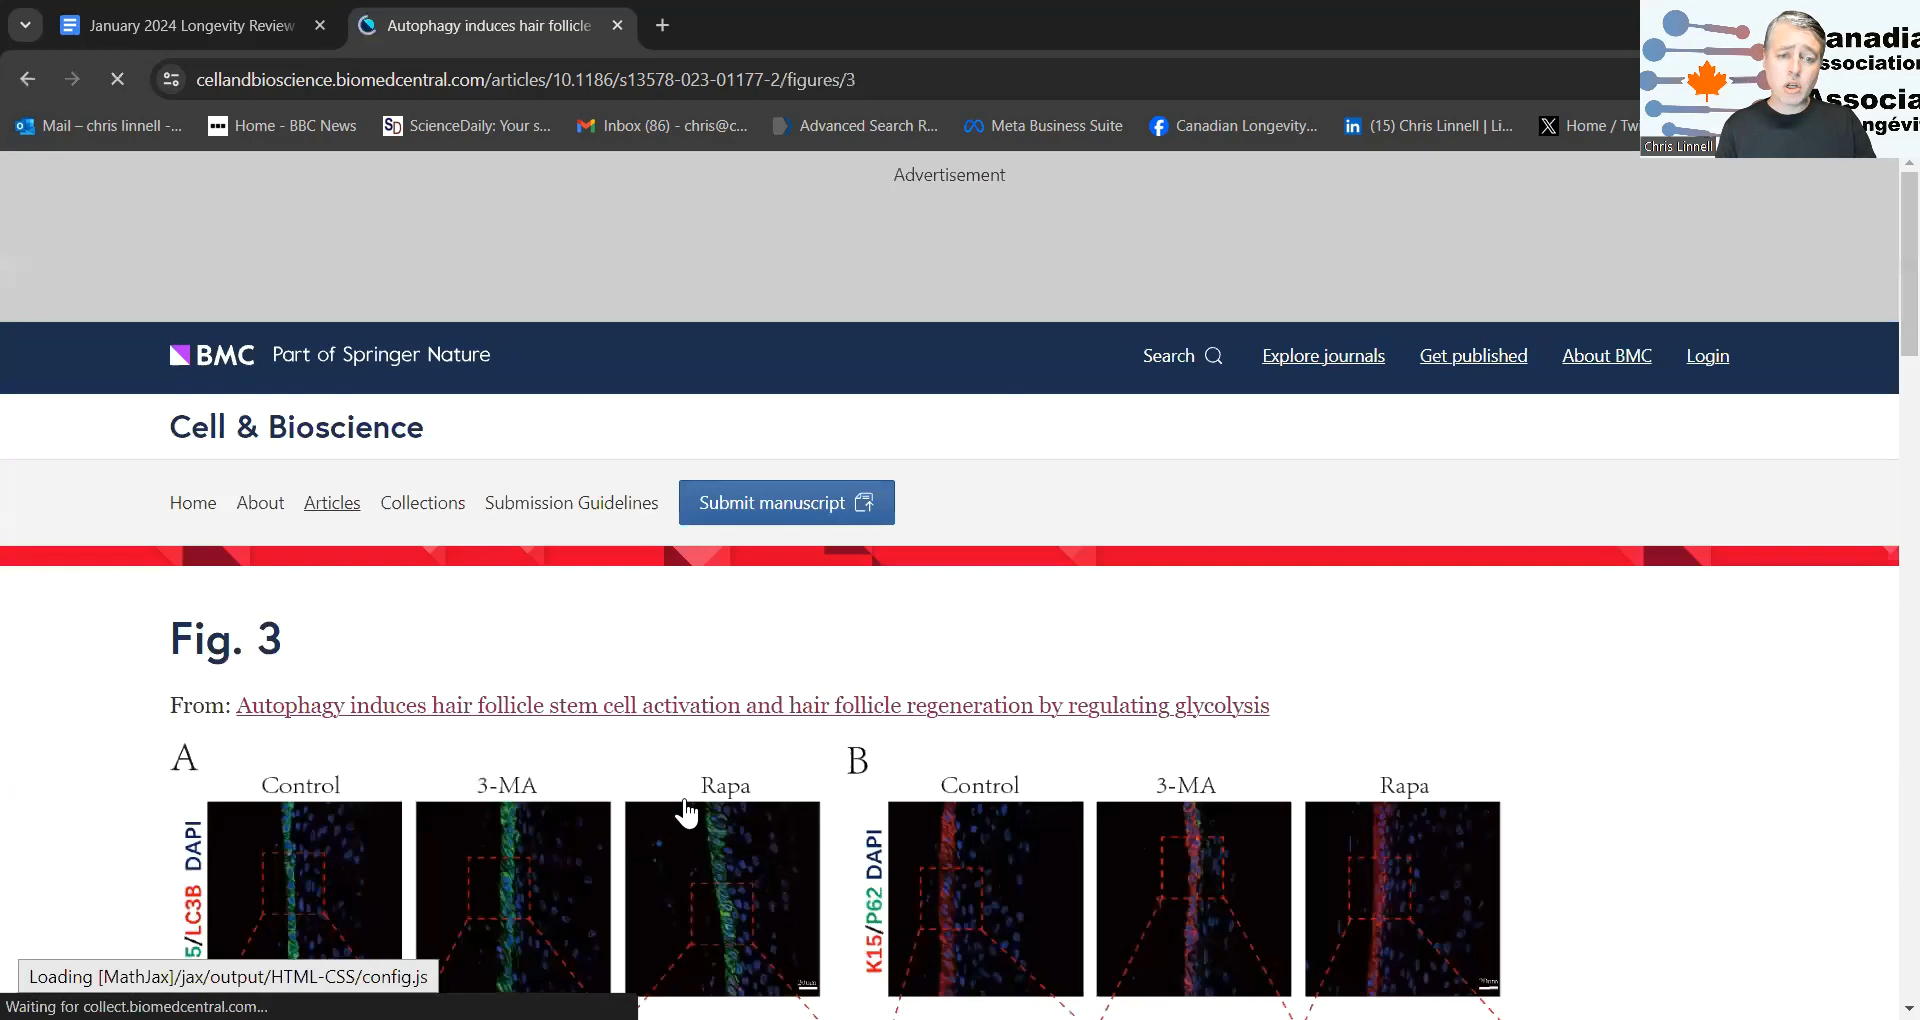 January 2024 Longevity Review
Autophagy induces hair follicle
cellandbioscience.biomedcentral.com/articles/10.1186/s13578-023-01177-2/figures/3
Mail – chris linnell -...
Home - BBC News
ScienceDaily: Your s...
Inbox (86) - chris@c...
Advanced Search R...
Meta Business Suite
Canadian Longevity...
(15) Chris Linnell | Li...
Home / Tw
anadia
ssociation
Associa
ngévi
Chris Linnell
Advertisement
BMC Part of Springer Nature
Search
Explore journals
Get published
About BMC
Login
Cell & Bioscience
Home
About
Articles
Collections
Submission Guidelines
Submit manuscript
Fig. 3
From: Autophagy induces hair follicle stem cell activation and hair follicle regeneration by regulating glycolysis
A
B
Control
3-MA
Rapa
Control
3-MA
Rapa
5/LC3B DAPI
K15/P62 DAPI
Loading [MathJax]/jax/output/HTML-CSS/config.js
Waiting for collect.biomedcentral.com...